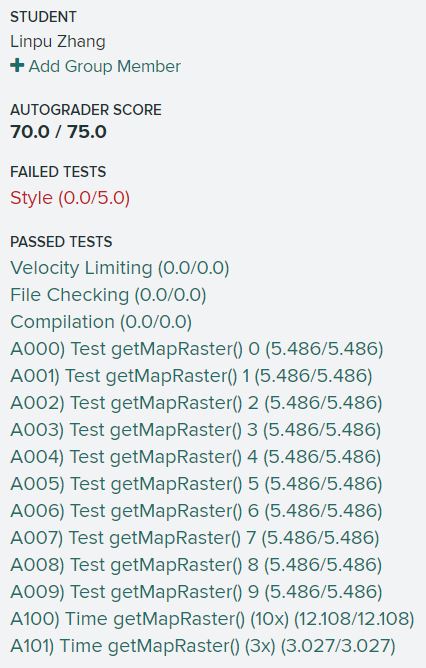 STUDENT
Linpu Zhang
+ Add Group Member
AUTOGRADER SCORE
70.0 / 75.0
FAILED TESTS
Style (0.0/5.0)
PASSED TESTS
Velocity Limiting (0.0/0.0)
File Checking (0.0/0.0)
Compilation (0.0/0.0)
A000) Test getMapRaster() 0 (5.486/5.486)
A001) Test getMapRaster() 1 (5.486/5.486)
A002) Test getMapRaster() 2 (5.486/5.486)
A003) Test getMapRaster() 3 (5.486/5.486)
A004) Test getMapRaster() 4 (5.486/5.486)
A005) Test getMapRaster() 5 (5.486/5.486)
A006) Test getMapRaster() 6 (5.486/5.486)
A007) Test getMapRaster() 7 (5.486/5.486)
A008) Test getMapRaster() 8 (5.486/5.486)
A009) Test getMapRaster() 9 (5.486/5.486)
A100) Time getMapRaster() (10x) (12.108/12.108)
A101) Time getMapRaster() (3x) (3.027/3.027)